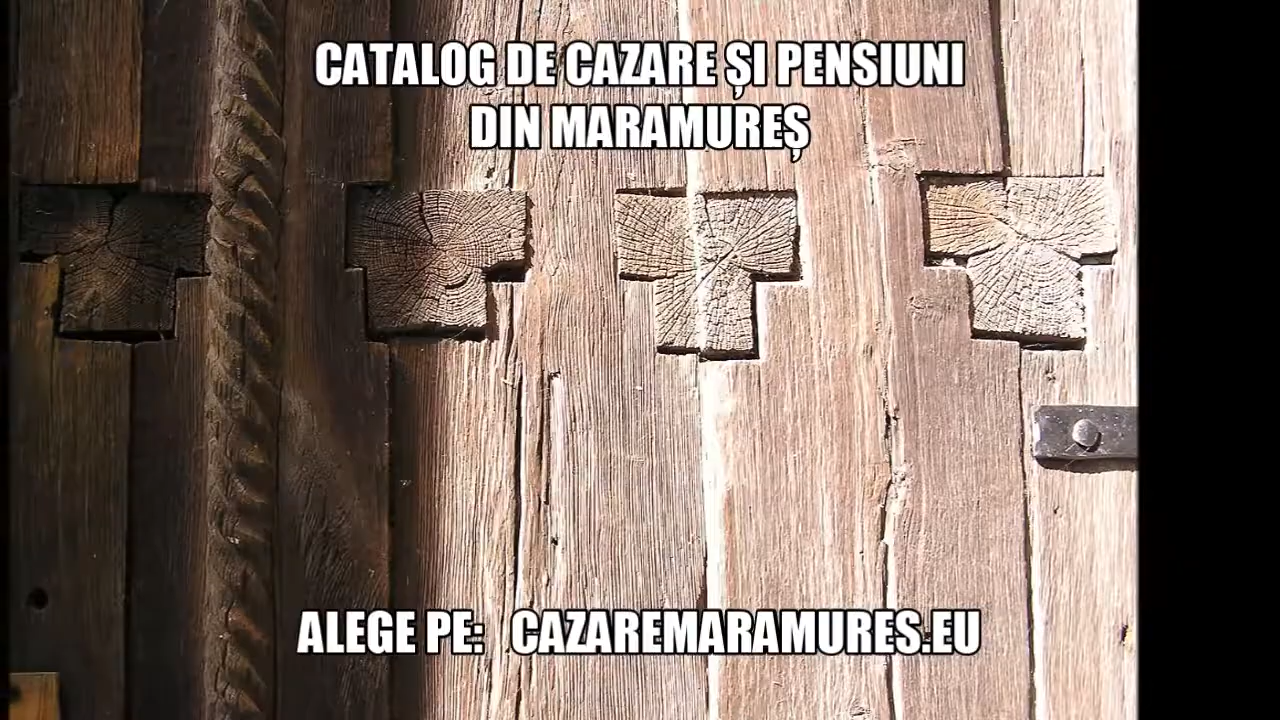 CATALOG DE CAZARE ȘI PENSIUNI
DIN MARAMUREȘ
ALEGE PE: CAZAREMARAMURES.EU